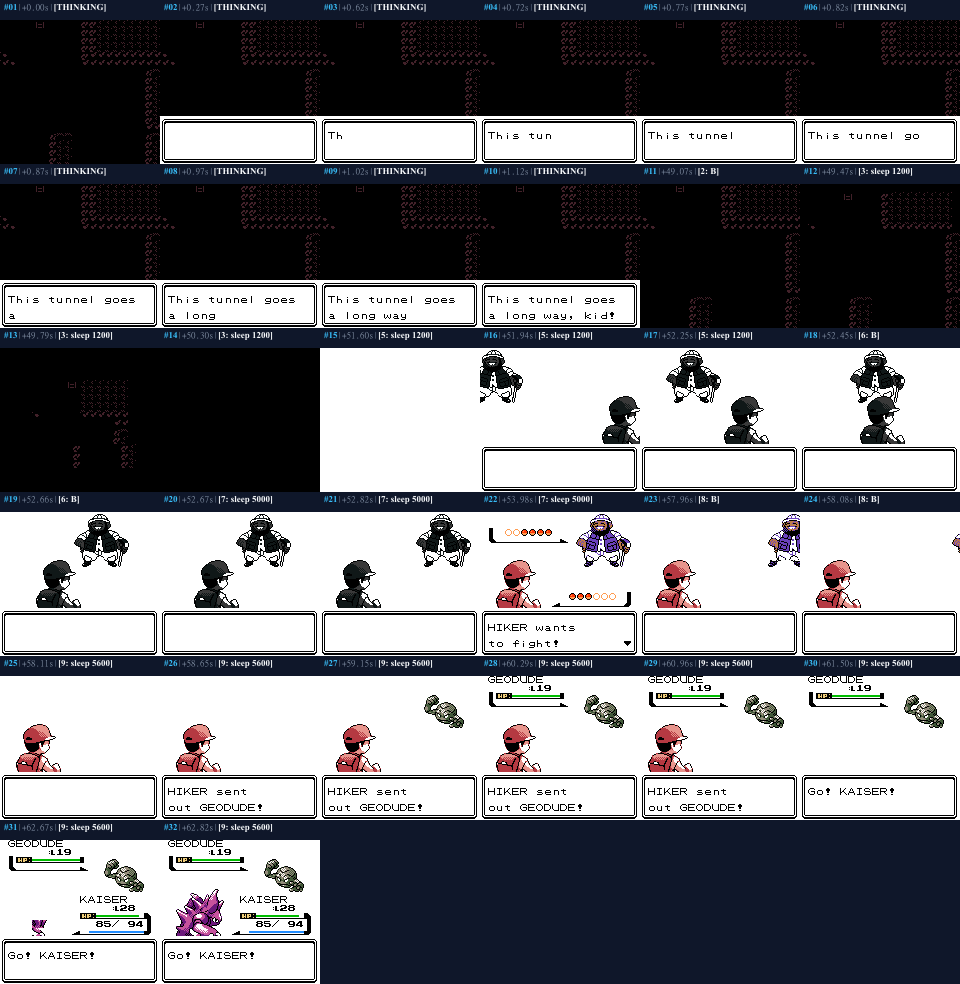 #01|+0.00s|[THINKING]
#02|+0.27s|[THINKING]
#03|+0.62s|[THINKING]
#04|+0.72s|[THINKING]
#05|+0.77s|[THINKING]
#06|+0.82s|[THINKING]
Th
This tun
This tunnel
This tunnel go
#07|+0.87s|[THINKING]
#08|+0.97s|[THINKING]
#09|+1.02s|[THINKING]
#10|+1.12s|[THINKING]
#11|+49.07s|[2: B]
#12|+49.47s|[3: sleep 1200]
This tunnel goes
a
This tunnel goes
a long
This tunnel goes
a long way
This tunnel goes
a long way, kid!
#13|+49.79s|[3: sleep 1200]
#14|+50.30s|[3: sleep 1200]
#15|+51.60s|[5: sleep 1200]
#16|+51.94s|[5: sleep 1200]
#17|+52.25s|[5: sleep 1200]
#18|+52.45s|[6: B]
#19|+52.66s|[6: B]
#20|+52.67s|[7: sleep 5000]
#21|+52.82s|[7: sleep 5000]
#22|+53.98s|[7: sleep 5000]
#23|+57.96s|[8: B]
#24|+58.08s|[8: B]
HIKER wants
to fight!
#25|+58.11s|[9: sleep 5600]
#26|+58.65s|[9: sleep 5600]
#27|+59.15s|[9: sleep 5600]
#28|+60.29s|[9: sleep 5600]
#29|+60.96s|[9: sleep 5600]
#30|+61.50s|[9: sleep 5600]
HIKER sent
out GEODUDE!
HIKER sent
out GEODUDE!
GEODUDE
:L19
HP:
HIKER sent
out GEODUDE!
GEODUDE
:L19
HP:
HIKER sent
out GEODUDE!
GEODUDE
:L19
HP:
Go! KAISER!
#31|+62.67s|[9: sleep 5600]
#32|+62.82s|[9: sleep 5600]
GEODUDE
:L19
HP:
KAISER
:L28
HP:
85/ 94
Go! KAISER!
GEODUDE
:L19
HP:
KAISER
:L28
HP:
85/ 94
Go! KAISER!